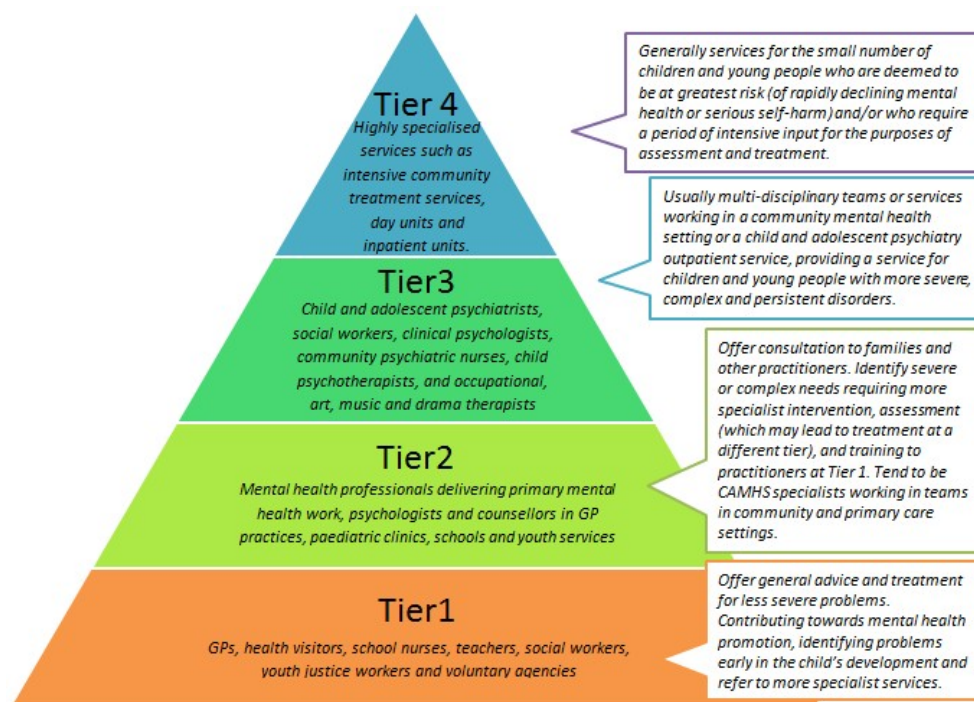 Tier 4
Highly specialised
services such as
intensive community
treatment services,
day units and
inpatient units.
Generally services for the small number of
children and young people who are deemed to
be at greatest risk (of rapidly declining mental
health or serious self-harm) and/or who require
a period of intensive input for the purposes of
assessment and treatment.
Tier3
Child and adolescent psychiatrists,
social workers, clinical psychologists,
community psychiatric nurses, child
psychotherapists, and occupational,
art, music and drama therapists
Usually multi-disciplinary teams or services
working in a community mental health
setting or a child and adolescent psychiatry
outpatient service, providing a service for
children and young people with more severe,
complex and persistent disorders.
Tier2
Mental health professionals delivering primary mental
health work, psychologists and counsellors in GP
practices, paediatric clinics, schools and youth services
Offer consultation to families and
other practitioners. Identify severe
or complex needs requiring more
specialist intervention, assessment
(which may lead to treatment at a
different tier), and training to
practitioners at Tier 1. Tend to be
CAMHS specialists working in teams
in community and primary care
settings.
Tier1
GPs, health visitors, school nurses, teachers, social workers,
youth justice workers and voluntary agencies
Offer general advice and treatment
for less severe problems.
Contributing towards mental health
promotion, identifying problems
early in the child's development and
refer to more specialist services.